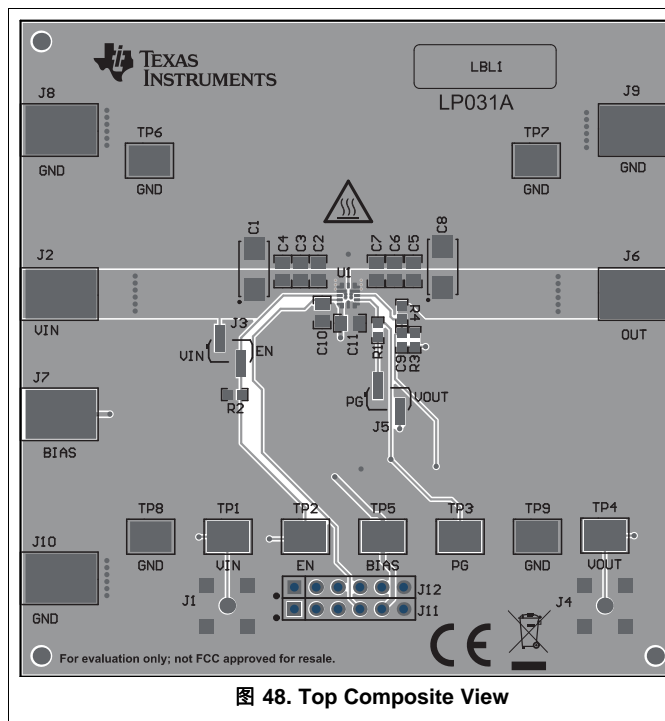 TEXAS
INSTRUMENTS
LBL1
LP031A
J8
GND
TP6
GND
TP7
GND
J9
GND
J2
VIN
C1
C4
C3
C2
C7
C6
C5
C8
U1
J6
OUT
J3
VIN
EN
C10
C11
R1
R4
C9
R3
R2
J7
BIAS
PG
VOUT
J5
TP8
GND
TP1
VIN
TP2
EN
TP5
BIAS
TP3
PG
TP9
GND
TP4
VOUT
J10
GND
J1
J12
J11
J4
CE
For evaluation only; not FCC approved for resale.
图 48. Top Composite View